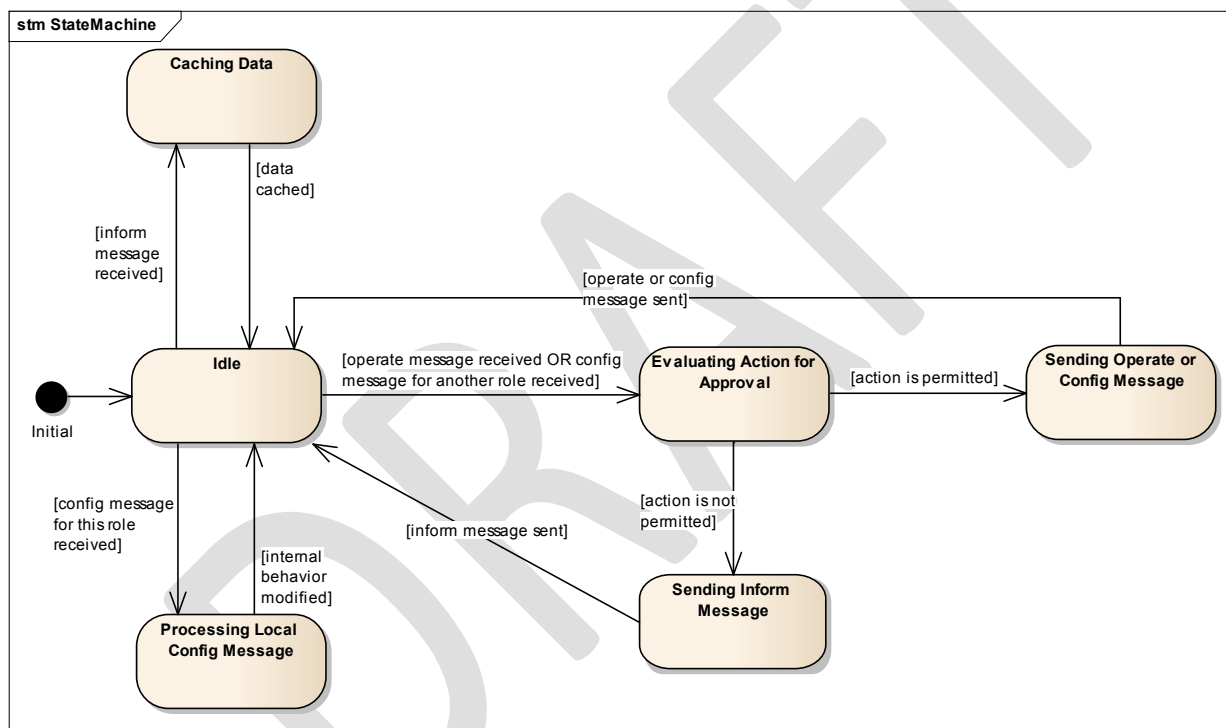 stm StateMachine
Caching Data
[data
cached]
[inform
message
received]
[operate or config
message sent]
Idle
[operate message received OR config
message for another role received]
Evaluating Action for
Approval
[action is permitted]
Sending Operate or
Config Message
Initial
[config message
for this role
received]
[internal
behavior
modified]
[inform message sent]
[action is not
permitted]
Sending Inform
Message
Processing Local
Config Message
DRAFT